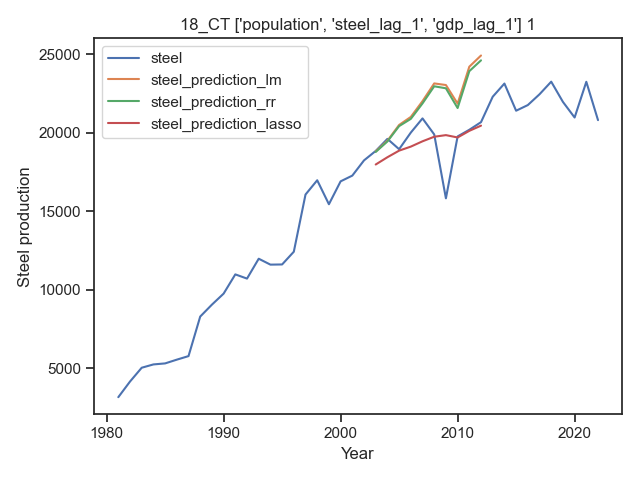 18_CT ['population', 'steel_lag_1', 'gdp_lag_1'] 1
steel
steel_prediction_lm
steel_prediction_rr
steel_prediction_lasso
Steel production
25000
20000
15000
10000
5000
1980
1990
2000
2010
2020
Year